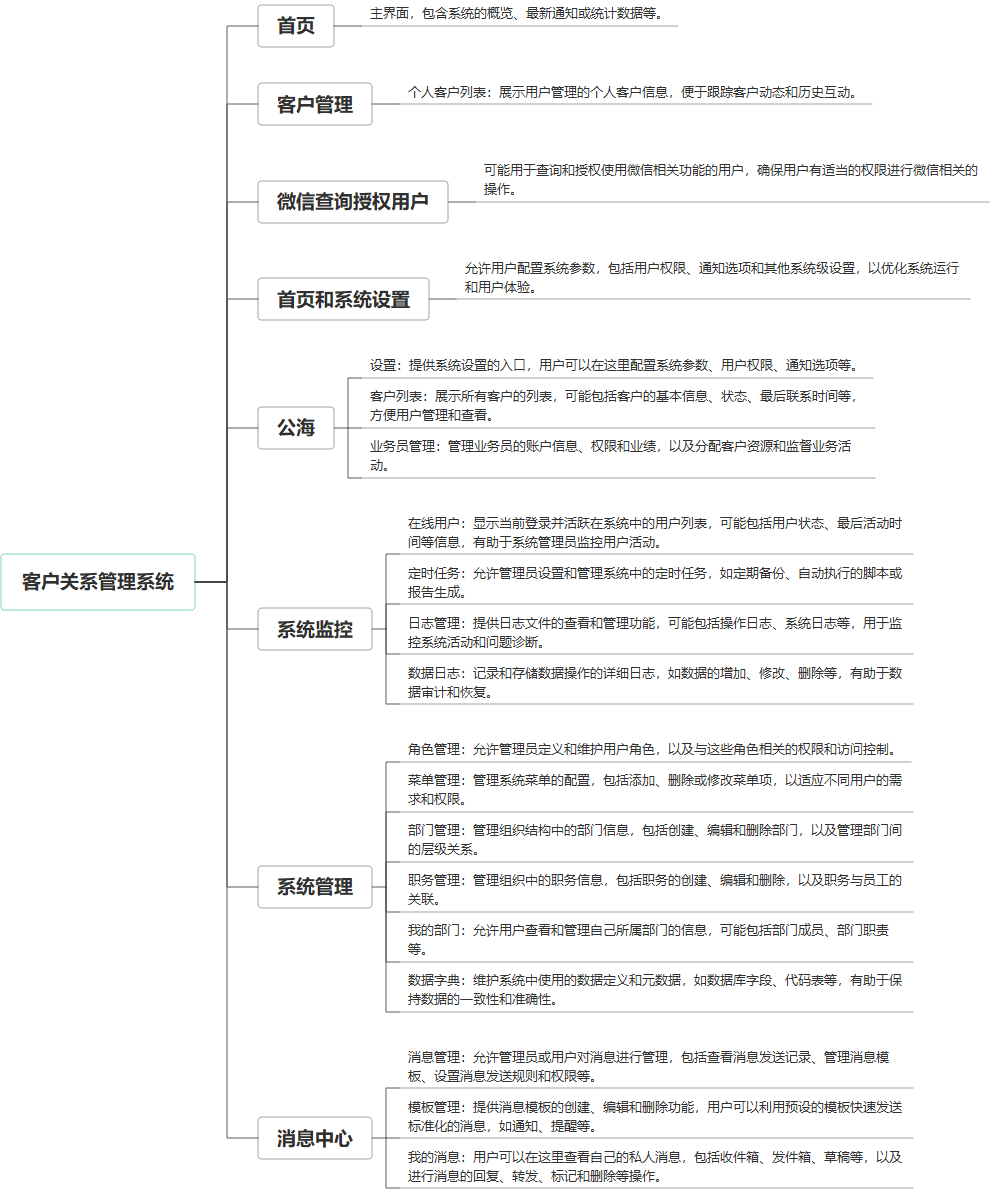 首页
主界面，包含系统的概览、最新通知或统计数据等。
客户管理
个人客户列表：展示用户管理的个人客户信息，便于跟踪客户动态和历史互动。
微信查询授权用户
可能用于查询和授权使用微信相关功能的用户，确保用户有适当的权限进行微信相关的
操作。
首页和系统设置
允许用户配置系统参数，包括用户权限、通知选项和其他系统级设置，以优化系统运行
和用户体验。
公海
设置：提供系统设置的入口，用户可以在这里配置系统参数、用户权限、通知选项等。
客户列表：展示所有客户的列表，可能包括客户的基本信息、状态、最后联系时间等，
方便用户管理和查看。
业务员管理：管理业务员的账户信息、权限和业绩，以及分配客户资源和监督业务活
动。
客户关系管理系统
系统监控
在线用户：显示当前登录并活跃在系统中的用户列表，可能包括用户状态、最后活动时
间等信息，有助于系统管理员监控用户活动。
定时任务：允许管理员设置和管理系统中的定时任务，如定期备份、自动执行的脚本或
报告生成。
日志管理：提供日志文件的查看和管理功能，可能包括操作日志、系统日志等，用于监
控系统活动和问题诊断。
数据日志：记录和存储数据操作的详细日志，如数据的增加、修改、删除等，有助于数
据审计和恢复。
系统管理
角色管理：允许管理员定义和维护用户角色，以及与这些角色相关的权限和访问控制。
菜单管理：管理系统菜单的配置，包括添加、删除或修改菜单项，以适应不同用户的需
求和权限。
部门管理：管理组织结构中的部门信息，包括创建、编辑和删除部门，以及管理部门间
的层级关系。
职务管理：管理组织中的职务信息，包括职务的创建、编辑和删除，以及职务与员工的
关联。
我的部门：允许用户查看和管理自己所属部门的信息，可能包括部门成员、部门职责
等。
数据字典：维护系统中使用的数据定义和元数据，如数据库字段、代码表等，有助于保
持数据的一致性和准确性。
消息中心
消息管理：允许管理员或用户对消息进行管理，包括查看消息发送记录、管理消息模
板、设置消息发送规则和权限等。
模板管理：提供消息模板的创建、编辑和删除功能，用户可以利用预设的模板快速发送
标准化的消息，如通知、提醒等。
我的消息：用户可以在这里查看自己的私人消息，包括收件箱、发件箱、草稿等，以及
进行消息的回复、转发、标记和删除等操作。